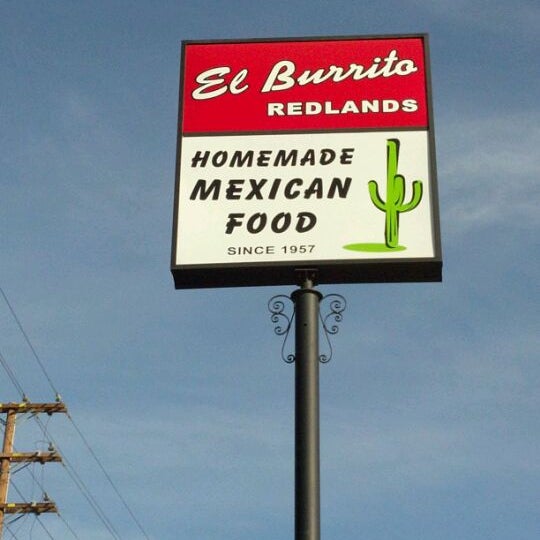 El Burrito
REDLANDS
HOMEMADE
MEXICAN
FOOD
SINCE 1957